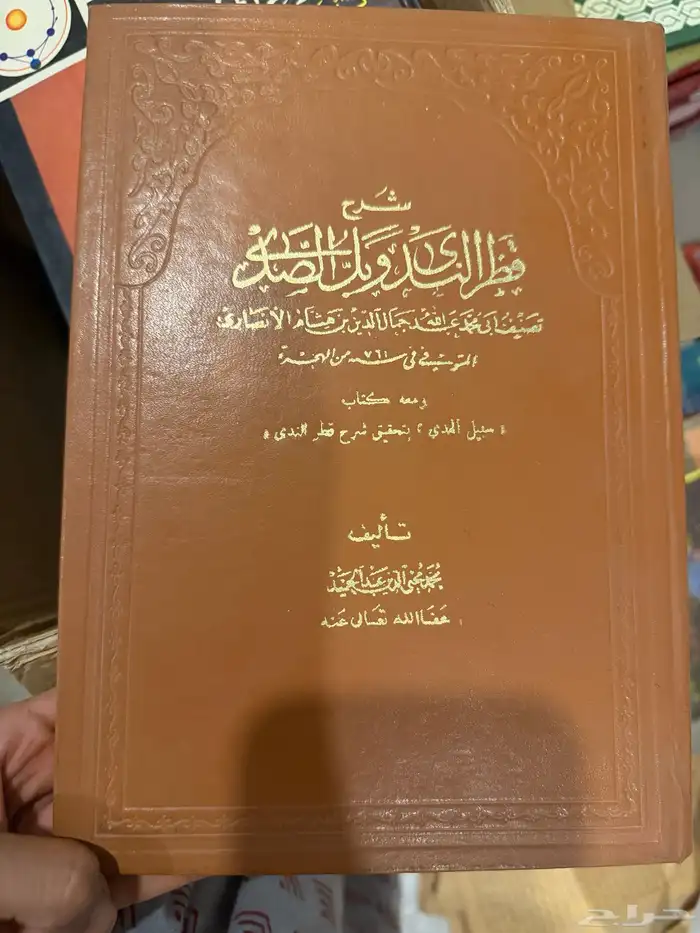 شرح
قطر الندى وبل الصدى
تصنيف أبي محمد عبد الله جمال الدين بن هشام الأنصاري
المتوفى في سنة ٧٦١ من الهجرة
ومعه كتاب
« سبيل الهدى ، بتحقيق شرح قطر الندى »
تأليف
محمد محيي الدين عبد الحميد
عفا الله تعالى عنه
حراج